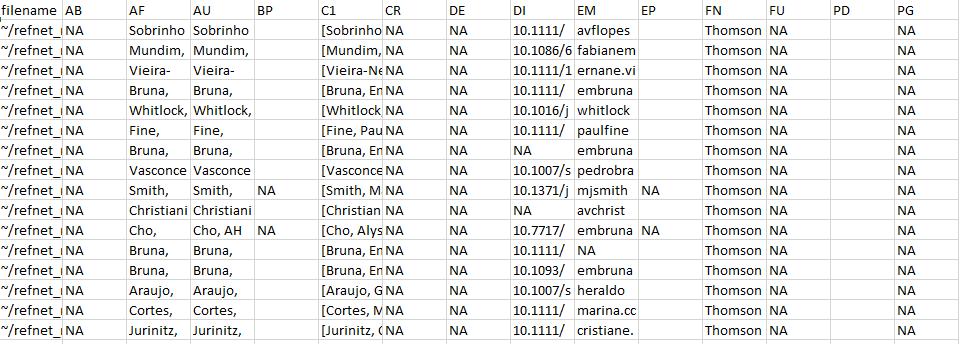 filename AB AF AU BP C1 CR DE DI EM EP FN FU PD PG
~/refnet_ NA Sobrinho Sobrinho [Sobrinho NA NA 10.1111/ avflopes Thomson NA NA
~/refnet_ NA Mundim, Mundim, [Mundim, NA NA 10.1086/6 fabianem Thomson NA NA
~/refnet_ NA Vieira- Vieira- [Vieira-Ne NA NA 10.1111/1 ernane.vi Thomson NA NA
~/refnet_ NA Bruna, Bruna, [Bruna, En NA NA 10.1111/ embruna Thomson NA NA
~/refnet_ NA Whitlock, Whitlock, [Whitlock NA NA 10.1016/j whitlock Thomson NA NA
~/refnet_ NA Fine, Fine, [Fine, Pau NA NA 10.1111/ paulfine Thomson NA NA
~/refnet_ NA Bruna, Bruna, [Bruna, En NA NA NA embruna Thomson NA NA
~/refnet_ NA Vasconce Vasconce [Vasconce NA NA 10.1007/s pedrobra Thomson NA NA
~/refnet_ NA Smith, Smith, NA [Smith, M NA NA 10.1371/j mjsmith NA Thomson NA NA
~/refnet_ NA Christiani Christiani [Christian NA NA NA avchrist Thomson NA NA
~/refnet_ NA Cho, Cho, AH NA [Cho, Alys NA NA 10.7717/ embruna NA Thomson NA NA
~/refnet_ NA Bruna, Bruna, [Bruna, En NA NA 10.1111/ NA Thomson NA NA
~/refnet_ NA Bruna, Bruna, [Bruna, En NA NA 10.1093/ embruna Thomson NA NA
~/refnet_ NA Araujo, Araujo, [Araujo, G NA NA 10.1007/s heraldo Thomson NA NA
~/refnet_ NA Cortes, Cortes, [Cortes, M NA NA 10.1111/ marina.cc Thomson NA NA
~/refnet_ NA Jurinitz, Jurinitz, [Jurinitz, C NA NA 10.1111/ cristiane. Thomson NA NA